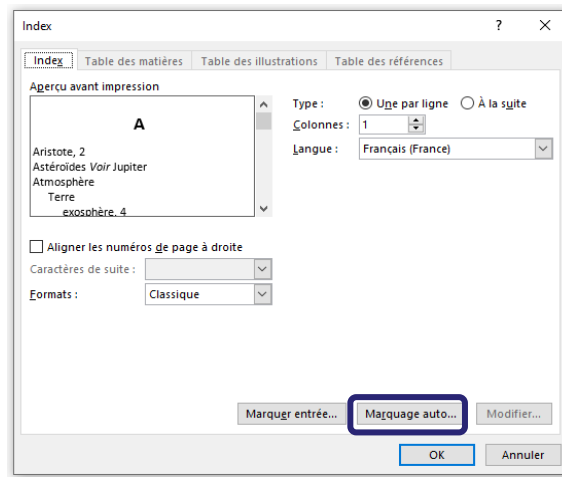 Index ? ×
Index Table des matières Table des illustrations Table des références
Aperçu avant impression
A
Aristote, 2
Astéroïdes Voir Jupiter
Atmosphère
Terre
exosphère, 4
Type : Une par ligne À la suite
Colonnes : 1
Langue : Français (France)
Aligner les numéros de page à droite
Caractères de suite :
Formats : Classique
Marquer entrée... Marquage auto... Modifier...
OK Annuler